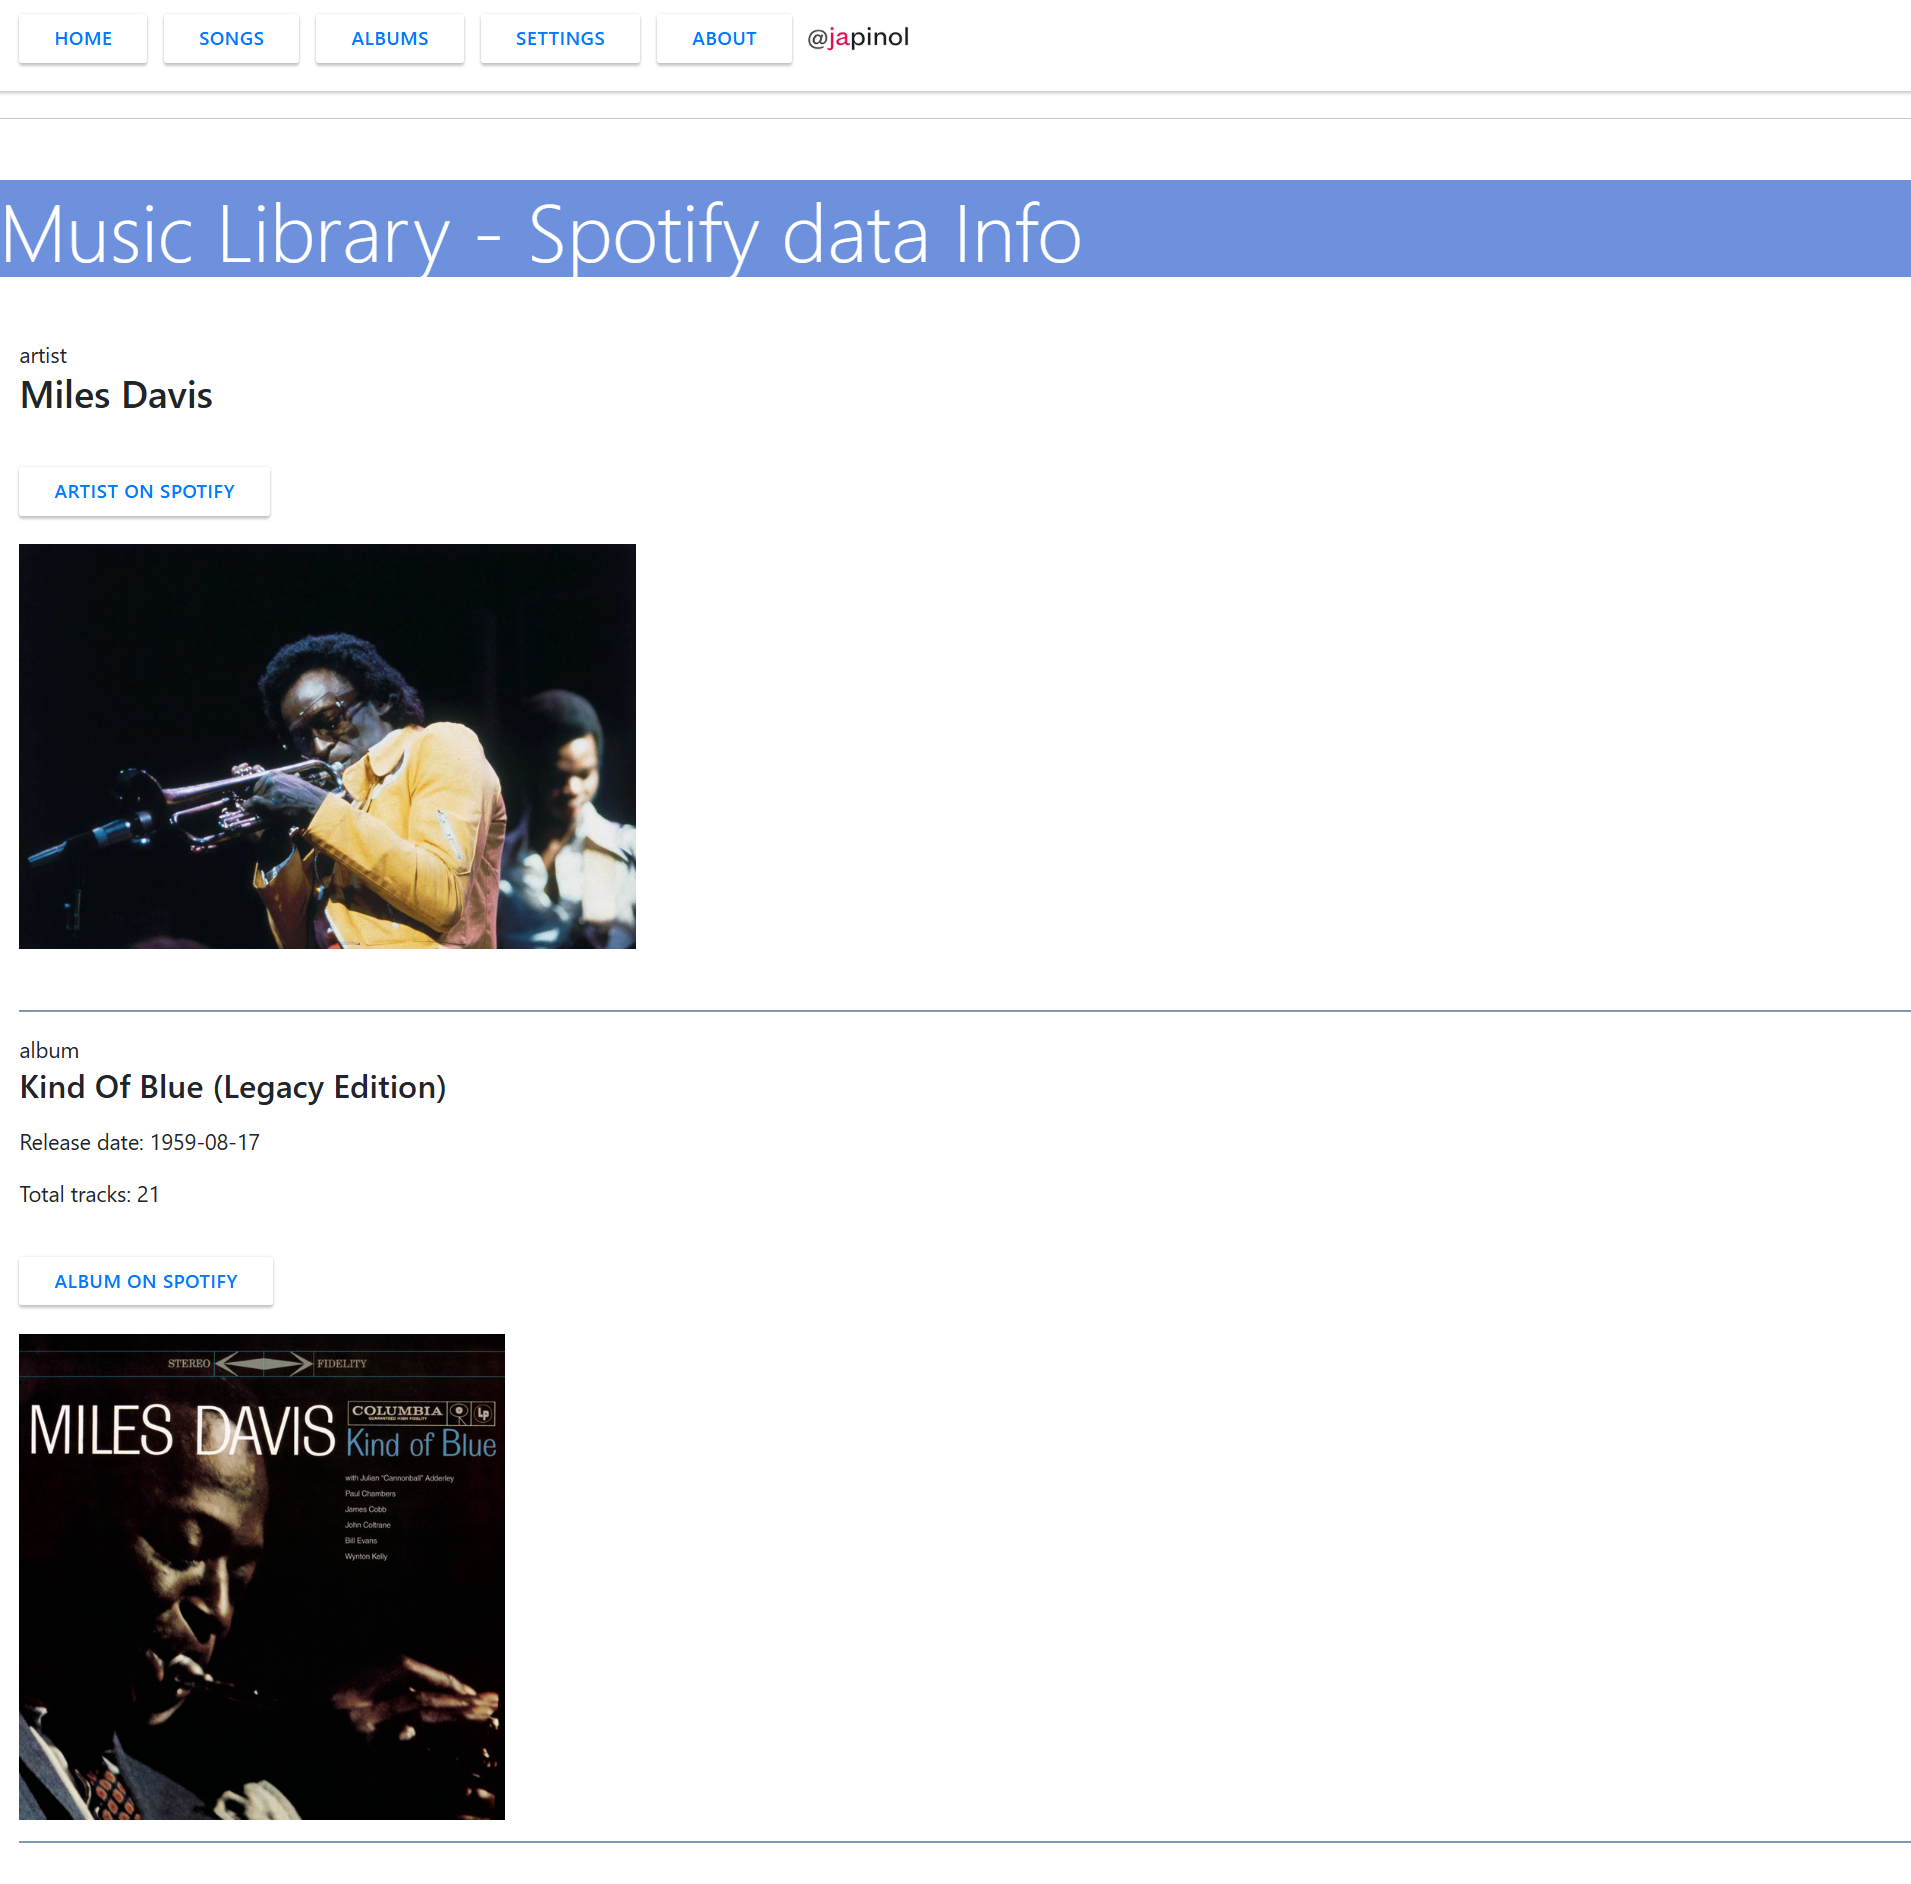 HOME SONGS ALBUMS SETTINGS ABOUT @japinol
Music Library - Spotify data Info
artist
Miles Davis
ARTIST ON SPOTIFY
album
Kind Of Blue (Legacy Edition)
Release date: 1959-08-17
Total tracks: 21
ALBUM ON SPOTIFY
STEREO FIDELITY
MILES DAVIS
COLUMBIA
GUARANTEED HIGH FIDELITY
Lp
Kind of Blue
with Julian "Cannonball" Adderley
Paul Chambers
James Cobb
John Coltrane
Bill Evans
Wynton Kelly